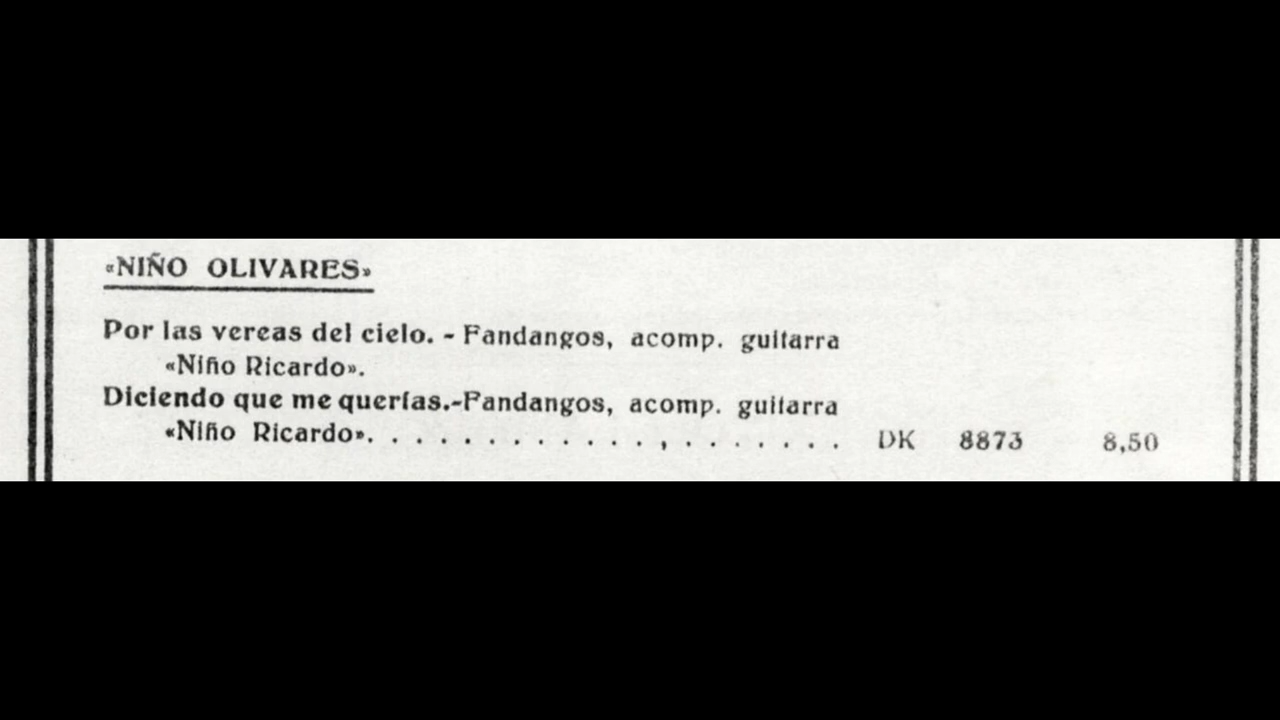 «NIÑO OLIVARES»
Por las vereas del cielo. - Fandangos, acomp. guitarra
«Niño Ricardo».
Diciendo que me querías.-Fandangos, acomp. guitarra
«Niño Ricardo». . . . . . . . . . . . . , . . . . . . . DK 8873 8,50